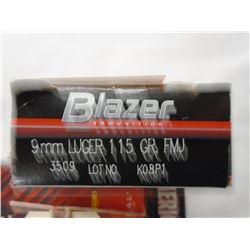 Blazer
AMMUNITION
9mm LUGER 115 GR. FMJ
3509 LOT NO. K08P1